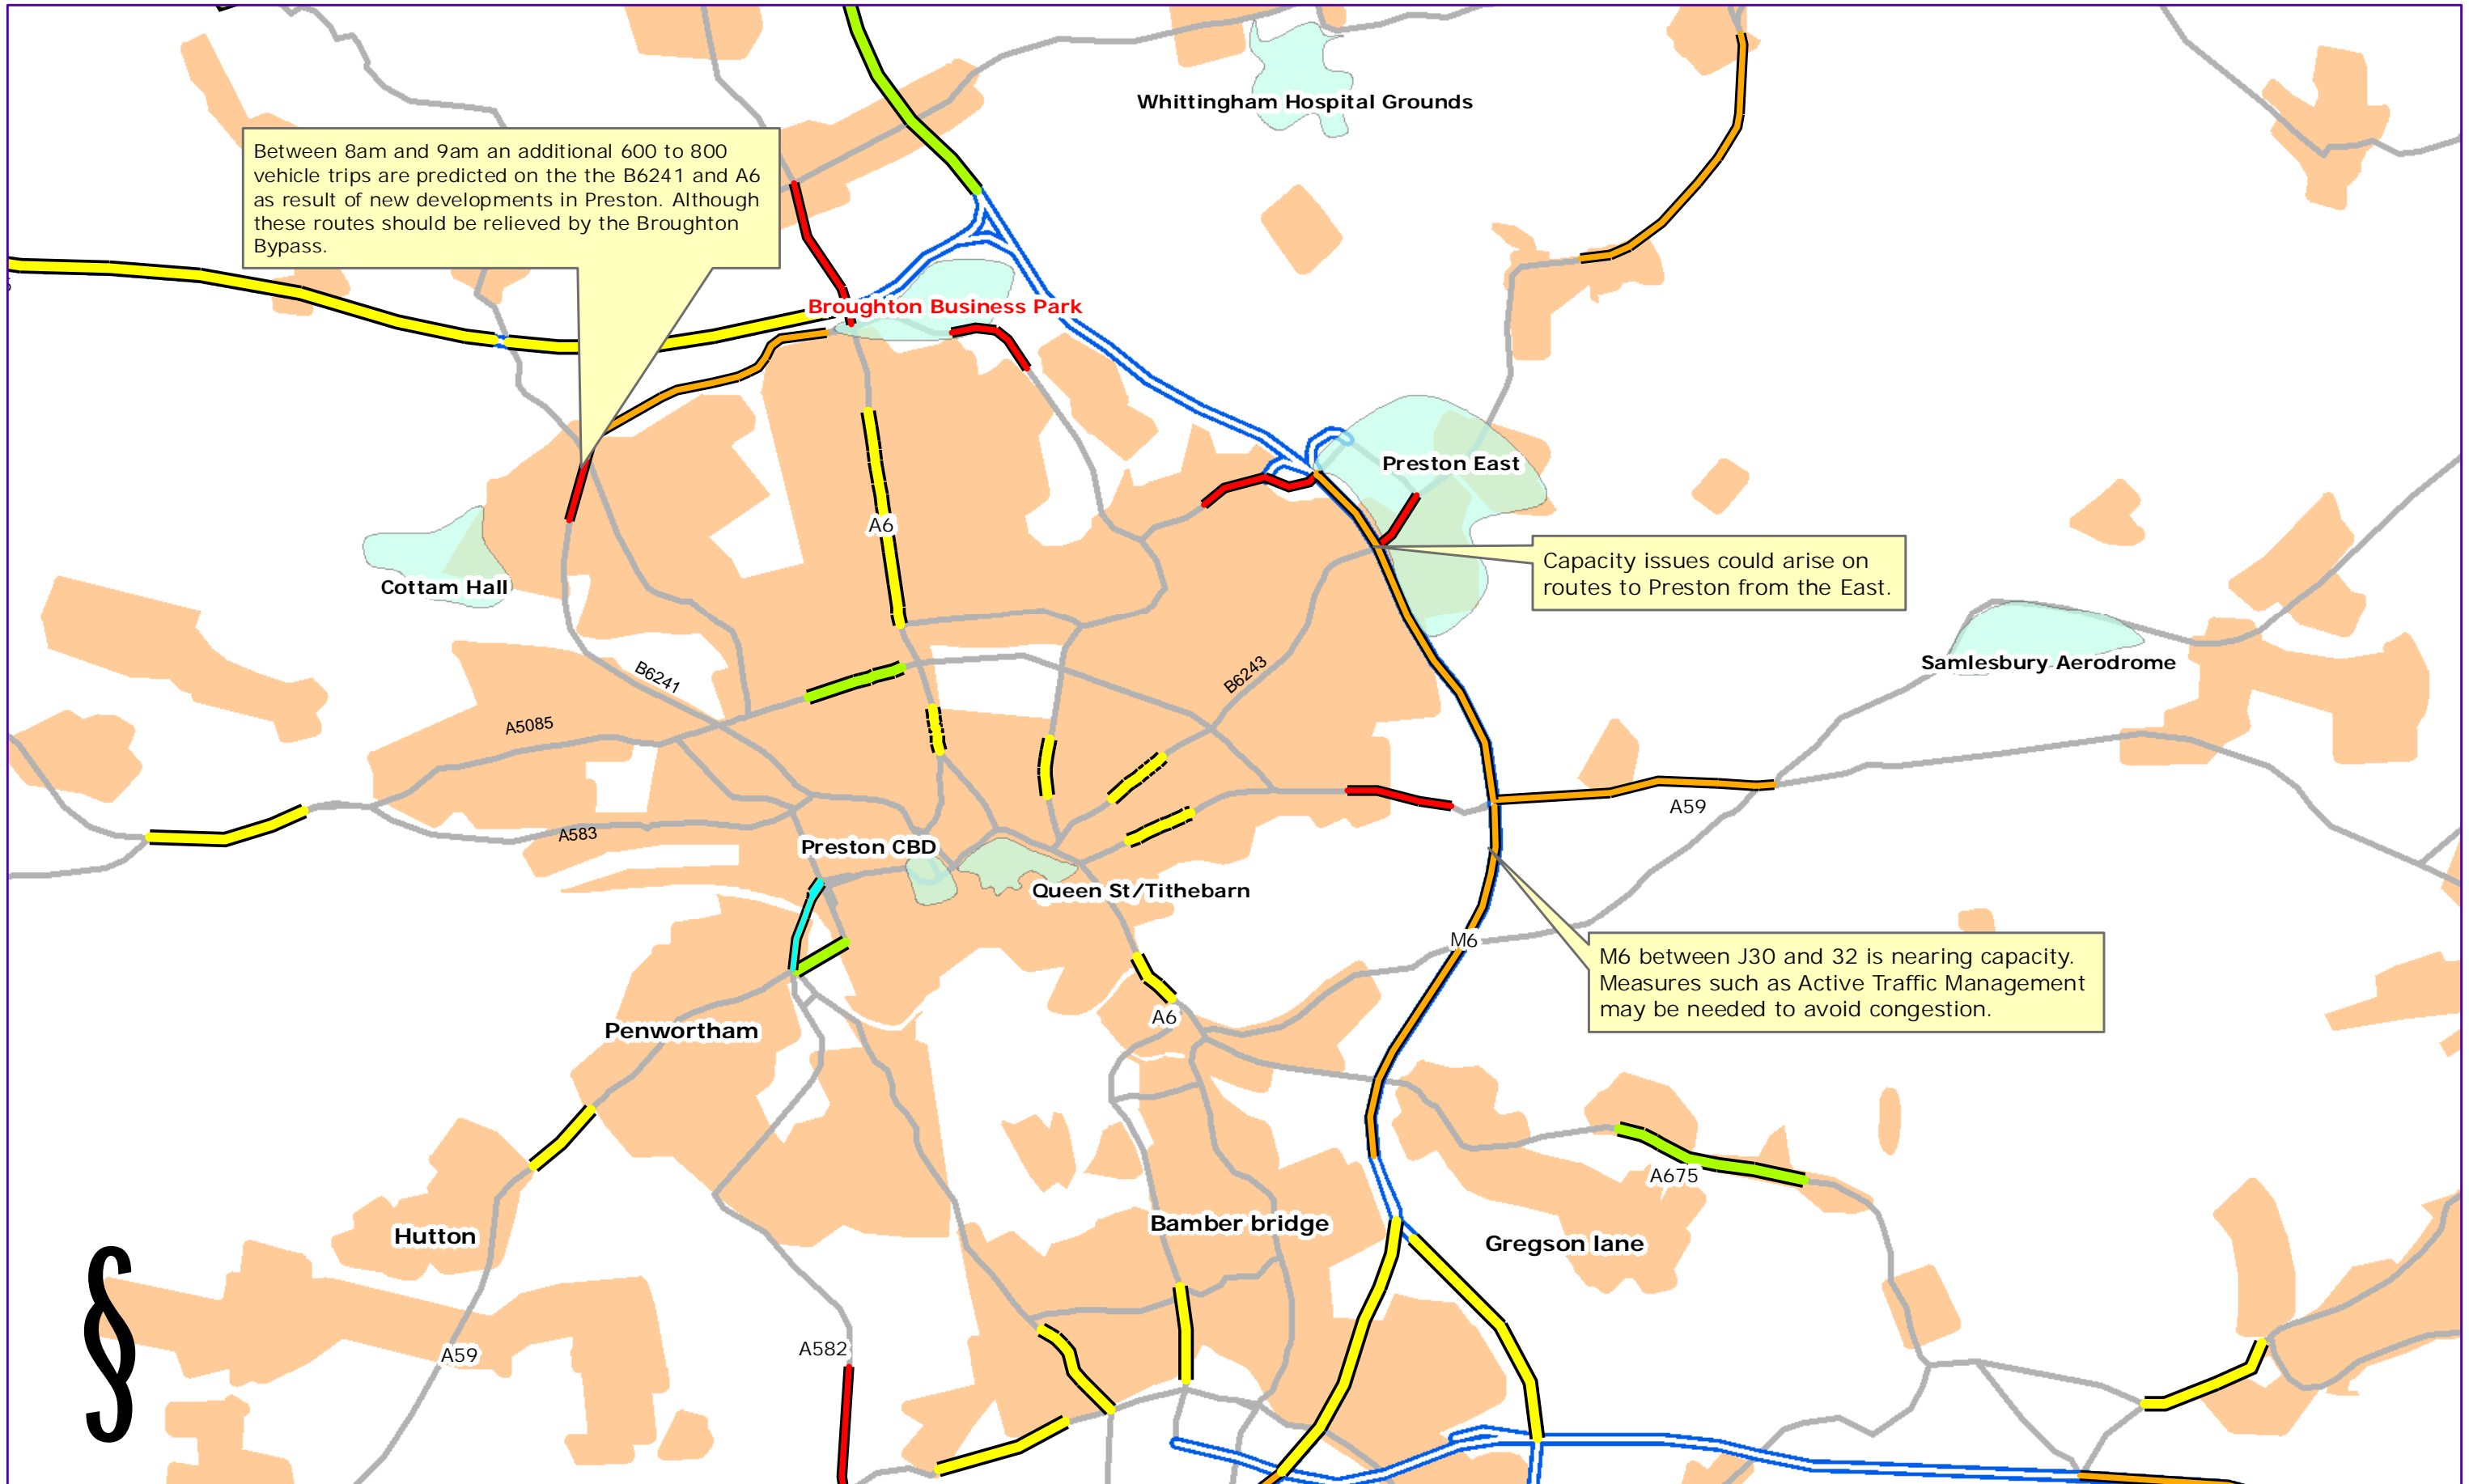 Whittingham Hospital Grounds
Between 8am and 9am an additional 600 to 800
vehicle trips are predicted on the the B6241 and A6
as result of new developments in Preston. Although
these routes should be relieved by the Broughton
Bypass.
Broughton Business Park
Preston East
A6
Capacity issues could arise on
routes to Preston from the East.
Cottam Hall
Samlesbury Aerodrome
B6241
B6243
A5085
A59
A583
Preston CBD
Queen St/Tithebarn
M6
M6 between J30 and 32 is nearing capacity.
Measures such as Active Traffic Management
may be needed to avoid congestion.
A6
Penwortham
A675
Bamber bridge
Hutton
Gregson lane
A582
A59